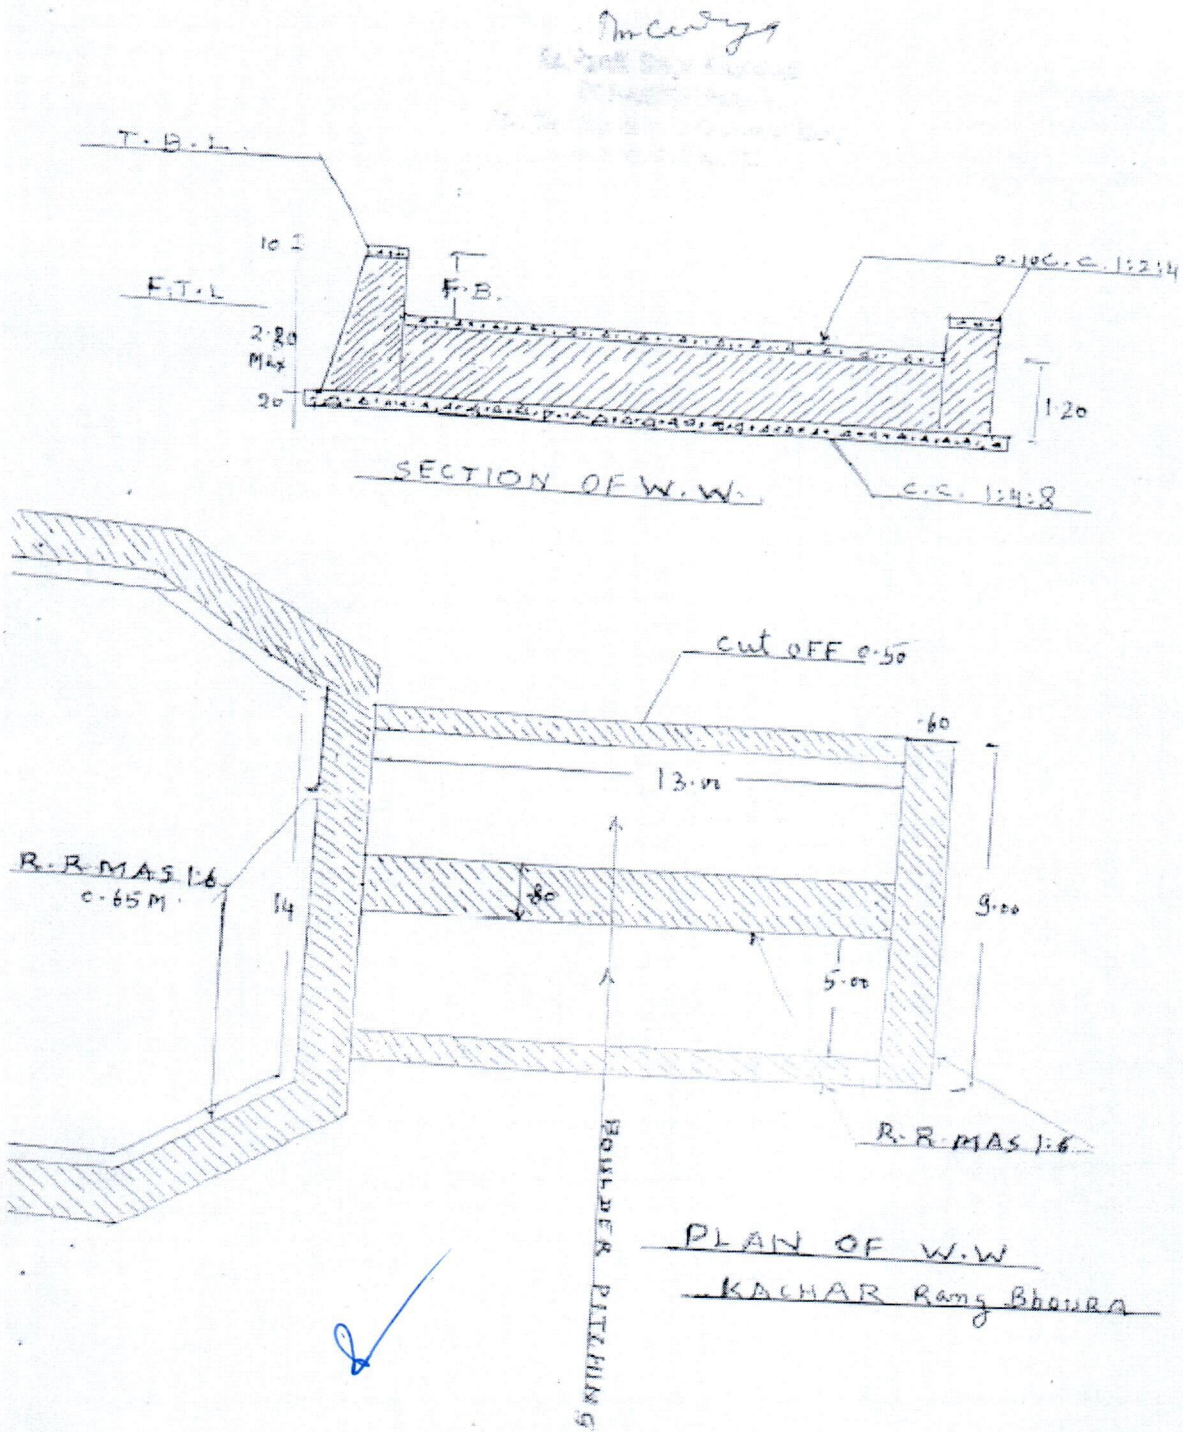 T.B.L.
10
F.T.L
F.B.
0.10 C.C. 1:2:4
2.80
Max
20
1.20
SECTION OF W.W.
C.C. 1:4:8
Cut OFF 0.50
.60
13.00
R.R MAS 1:6
0.65 M.
14
.80
9.00
5.00
R.R MAS 1:6
BOULDER PITCHING
PLAN OF W.W
KACHAR Rang